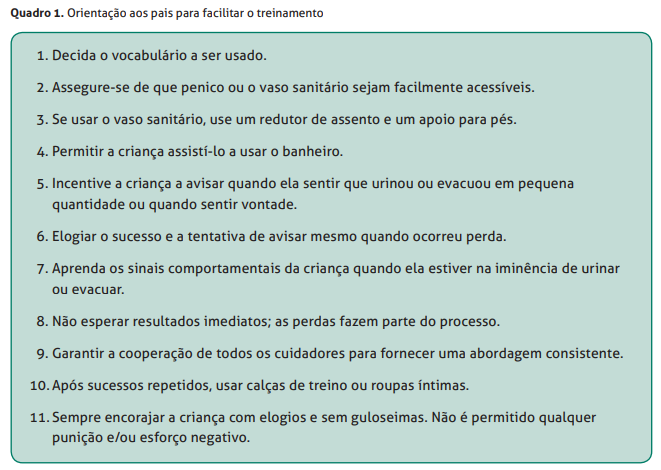 Quadro 1. Orientação aos pais para facilitar o treinamento
1. Decida o vocabulário a ser usado.
2. Assegure-se de que penico ou o vaso sanitário sejam facilmente acessíveis.
3. Se usar o vaso sanitário, use um redutor de assento e um apoio para pés.
4. Permitir a criança assistí-lo a usar o banheiro.
5. Incentive a criança a avisar quando ela sentir que urinou ou evacuou em pequena
quantidade ou quando sentir vontade.
6. Elogiar o sucesso e a tentativa de avisar mesmo quando ocorreu perda.
7. Aprenda os sinais comportamentais da criança quando ela estiver na iminência de urinar
ou evacuar.
8. Não esperar resultados imediatos; as perdas fazem parte do processo.
9. Garantir a cooperação de todos os cuidadores para fornecer uma abordagem consistente.
10. Após sucessos repetidos, usar calças de treino ou roupas íntimas.
11. Sempre encorajar a criança com elogios e sem guloseimas. Não é permitido qualquer
punição e/ou esforço negativo.